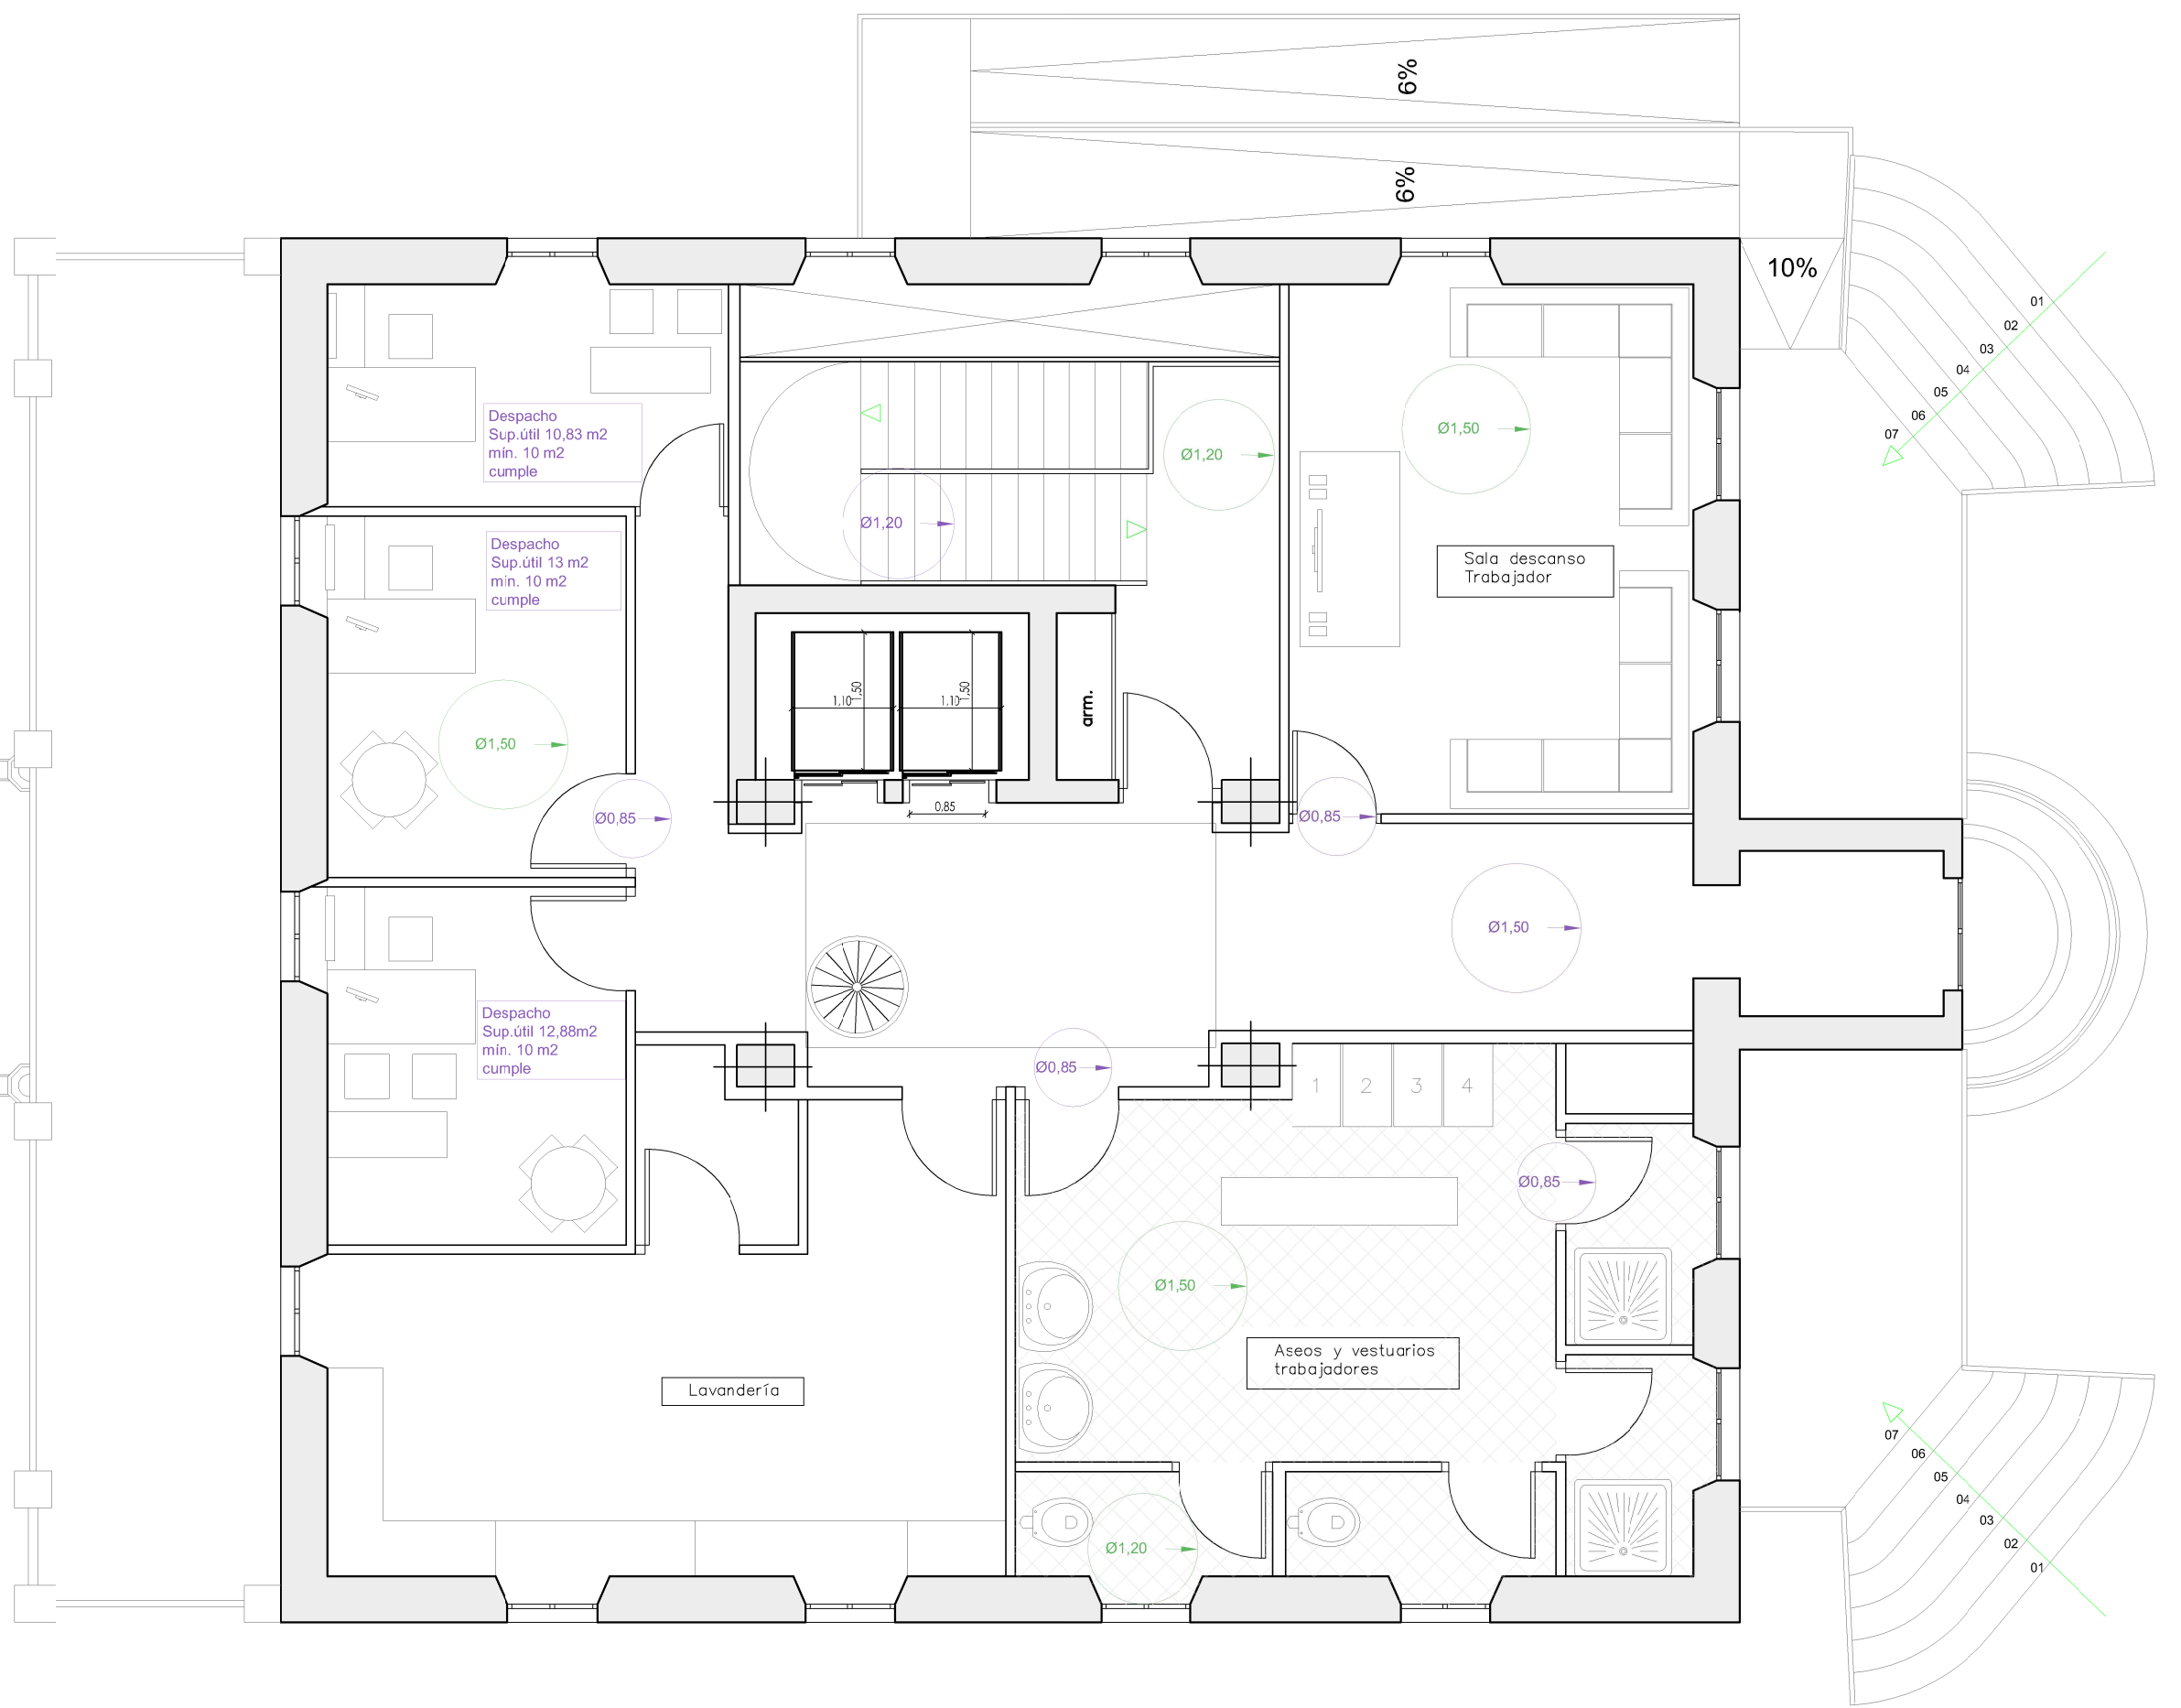 6%
6%
10%
01
02
03
04
05
06
07
Despacho
Sup.útil 10,83 m2
mín. 10 m2
cumple
Ø1,50
Ø1,20
Ø1,20
Despacho
Sup.útil 13 m2
mín. 10 m2
cumple
Sala descanso
Trabajador
1,10
1,50
1,10
1,50
arm.
Ø1,50
0,85
Ø0,85
Ø0,85
Ø1,50
Despacho
Sup.útil 12,88m2
mín. 10 m2
cumple
Ø0,85
1
2
3
4
Ø0,85
Ø1,50
Aseos y vestuarios
trabajadores
Lavandería
Ø1,20
07
06
05
04
03
02
01